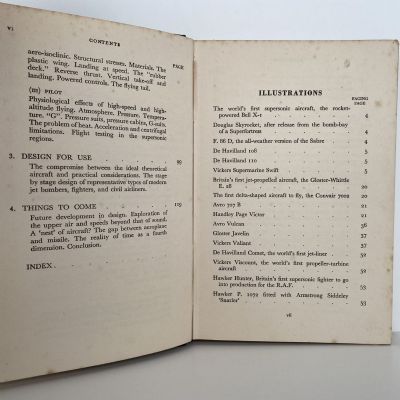 vi
CONTENTS
PAGE
aero-isoclinic. Structural stresses. Materials. The
plastic wing. Landing at speed. The "rubber
deck." Reverse thrust. Vertical take-off and
landing. Powered controls. The flying tail.
(iii) PILOT
Physiological effects of high-speed and high-
altitude flying. Atmosphere. Pressure. Tempera-
ture. "G". Pressure suits, pressure cabins, G-suits.
The problem of heat. Acceleration and centrifugal
limitations. Flight testing in the supersonic
regions.
3. DESIGN FOR USE 99
The compromise between the ideal theoretical
aircraft and practical considerations. The stage by
stage design of representative types of modern
jet bombers, fighters, and civil airliners.
4. THINGS TO COME 119
Future development in design. Exploration of
the upper air and speeds beyond that of sound.
A 'nest' of aircraft? The gap between aeroplane
and missile. The reality of time as a fourth
dimension. Conclusion.
INDEX
ILLUSTRATIONS
FACING
PAGE
The world's first supersonic aircraft, the rocket-
powered Bell X-1 4
Douglas Skyrocket, after release from the bomb-bay
of a Superfortress 4
F. 86 D, the all-weather version of the Sabre 4
De Havilland 108 5
De Havilland 110 5
Vickers Supermarine Swift 5
Britain's first jet-propelled aircraft, the Gloster-Whittle
E. 28 20
The first delta-shaped aircraft to fly, the Convair 7002 20
Avro 707 B 21
Handley Page Victor 21
Avro Vulcan 36
Gloster Javelin 37
Vickers Valiant 37
De Havilland Comet, the world's first jet-liner 52
Vickers Viscount, the world's first propeller-turbine
aircraft 52
Hawker Hunter, Britain's first supersonic fighter to go
into production for the R.A.F. 53
Hawker P. 1072 fitted with Armstrong Siddeley
'Snarler' 53
vii